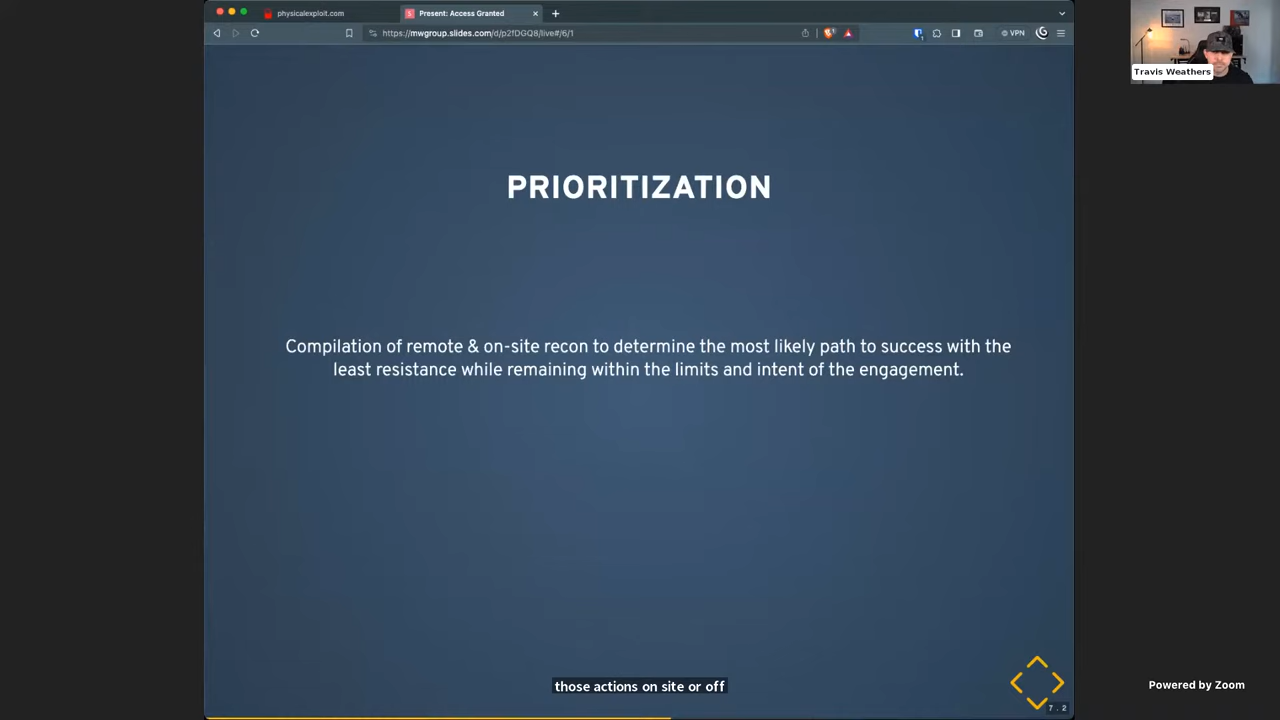 physicalexploit.com
Present: Access Granted
https://mwgroup.slides.com/d/p2fDGQ8/live#/6/1
VPN
Travis Weathers
PRIORITIZATION
Compilation of remote & on-site recon to determine the most likely path to success with the
least resistance while remaining within the limits and intent of the engagement.
those actions on site or off
Powered by Zoom
7.2